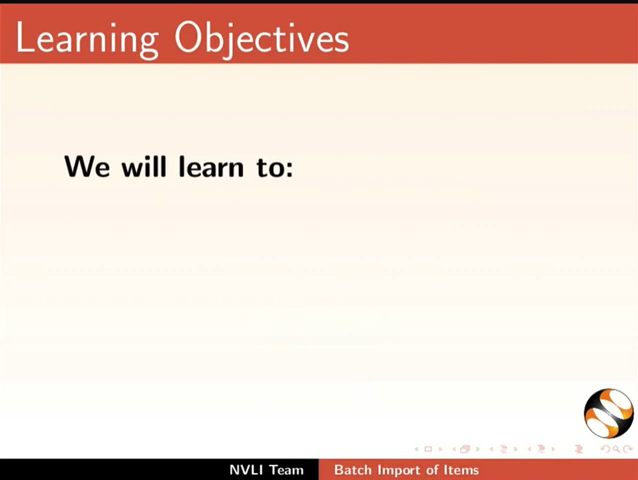 Learning Objectives
We will learn to:
NVLI Team
Batch Import of Items